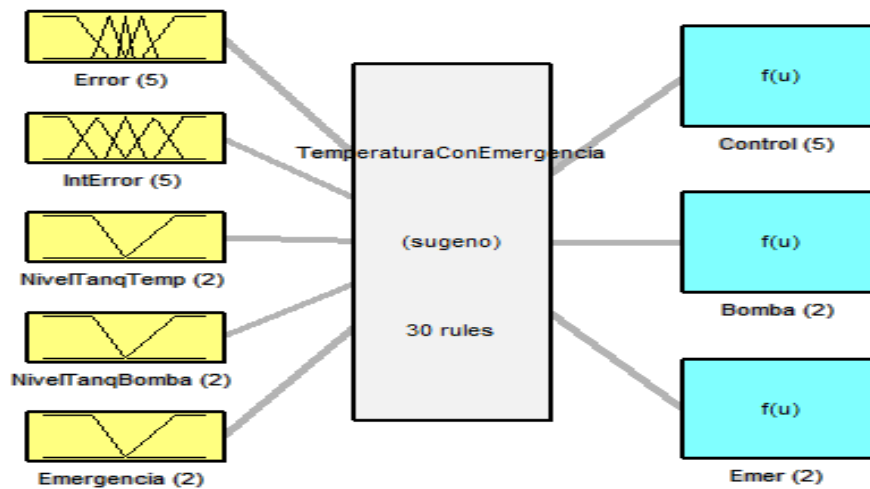 Error (5)
IntError (5)
NivelTanqTemp (2)
NivelTanqBomba (2)
Emergencia (2)
TemperaturaConEmergencia
(sugeno)
30 rules
f(u)
Control (5)
f(u)
Bomba (2)
f(u)
Emer (2)